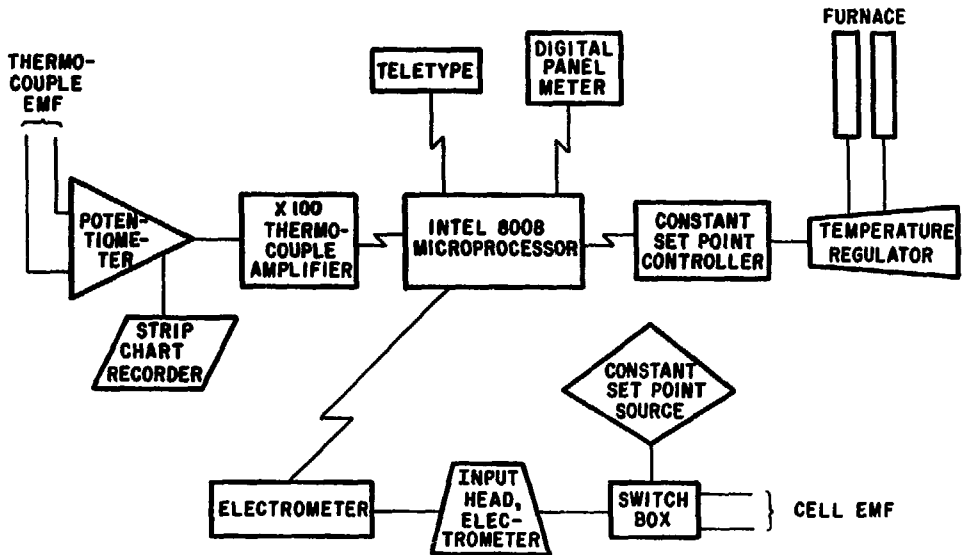 FURNACE
THERMO-
COUPLE
EMF
TELETYPE
DIGITAL
PANEL
METER
POTEN-
TIOME-
TER
X 100
THERMO-
COUPLE
AMPLIFIER
INTEL 8008
MICROPROCESSOR
CONSTANT
SET POINT
CONTROLLER
TEMPERATURE
REGULATOR
STRIP
CHART
RECORDER
CONSTANT
SET POINT
SOURCE
ELECTROMETER
INPUT
HEAD,
ELEC-
TROMETER
SWITCH
BOX
CELL EMF